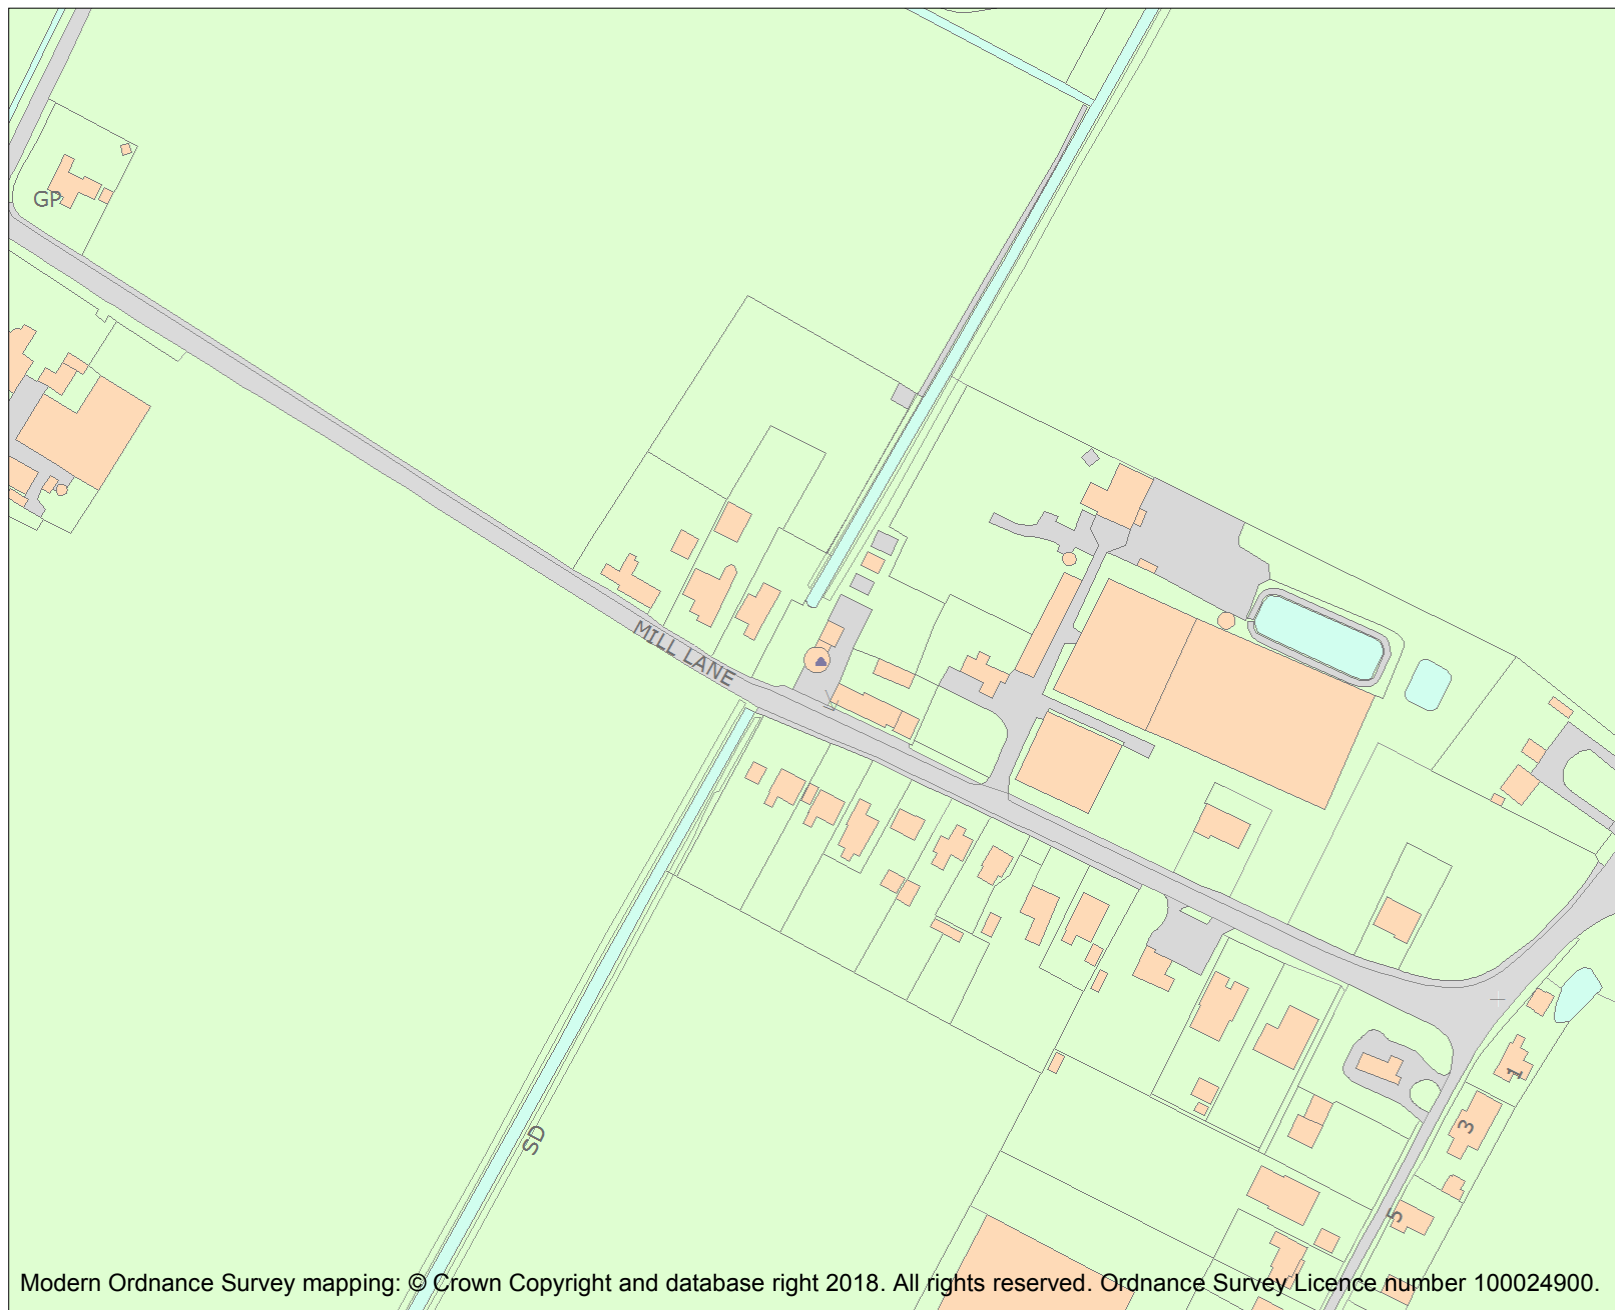 GP
MILL LANE
SD
1
3
5
Modern Ordnance Survey mapping: © Crown Copyright and database right 2018. All rights reserved. Ordnance Survey Licence number 100024900.